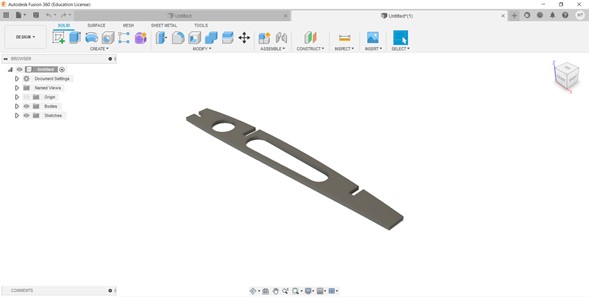 Autodesk Fusion 360 (Education License)
Untitled
Untitled*(1)
SOLID SURFACE MESH SHEET METAL TOOLS
DESIGN
CREATE MODIFY ASSEMBLE CONSTRUCT INSPECT INSERT SELECT
BROWSER
Untitled
Document Settings
Named Views
Origin
Bodies
Sketches
COMMENTS